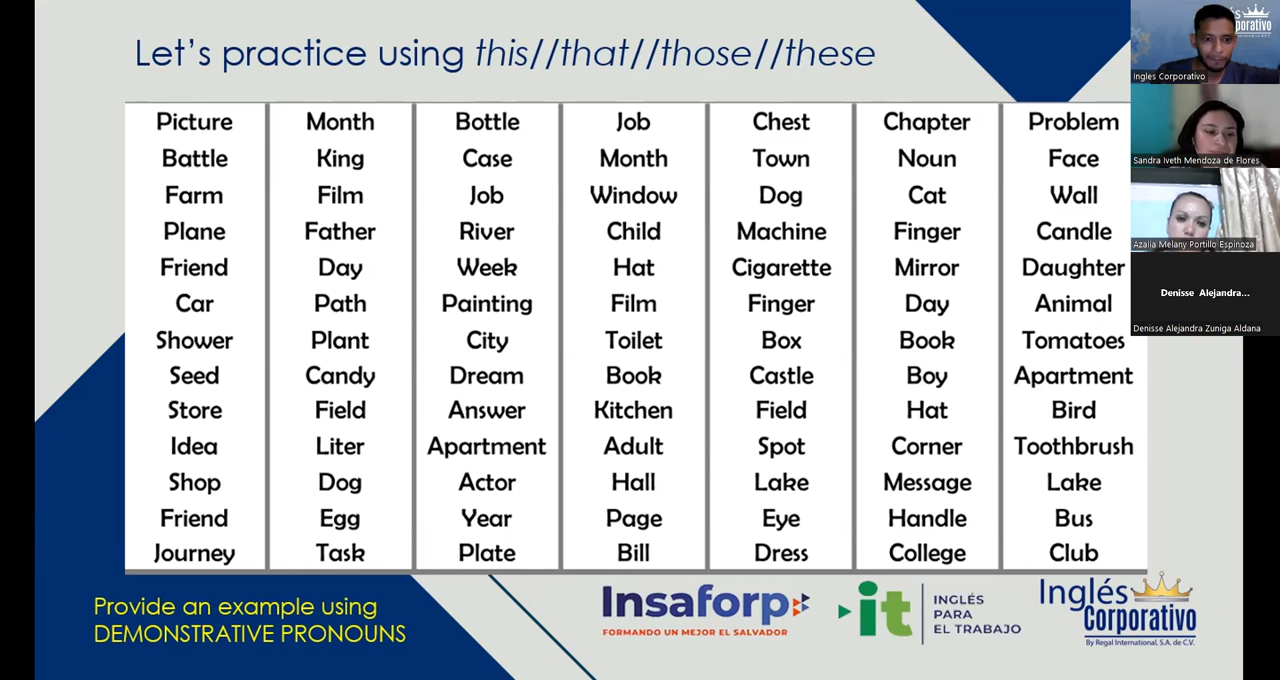 Let's practice using this//that//those//these
Picture Month Bottle Job Chest Chapter Problem
Battle King Case Month Town Noun Face
Farm Film Job Window Dog Cat Wall
Plane Father River Child Machine Finger Candle
Friend Day Week Hat Cigarette Mirror Daughter
Car Path Painting Film Finger Day Animal
Shower Plant City Toilet Box Book Tomatoes
Seed Candy Dream Book Castle Boy Apartment
Store Field Answer Kitchen Field Hat Bird
Idea Liter Apartment Adult Spot Corner Toothbrush
Shop Dog Actor Hall Lake Message Lake
Friend Egg Year Page Eye Handle Bus
Journey Task Plate Bill Dress College Club
Provide an example using
DEMONSTRATIVE PRONOUNS
Insaforp
FORMANDO UN MEJOR EL SALVADOR
it
INGLÉS
PARA
EL TRABAJO
Inglés
Corporativo
By Regal International, S.A. de C.V.
Ingles Corporativo
Sandra Iveth Mendoza de Flores
Azalia Melany Portillo Espinoza
Denisse Alejandra...
Denisse Alejandra Zuniga Aldana